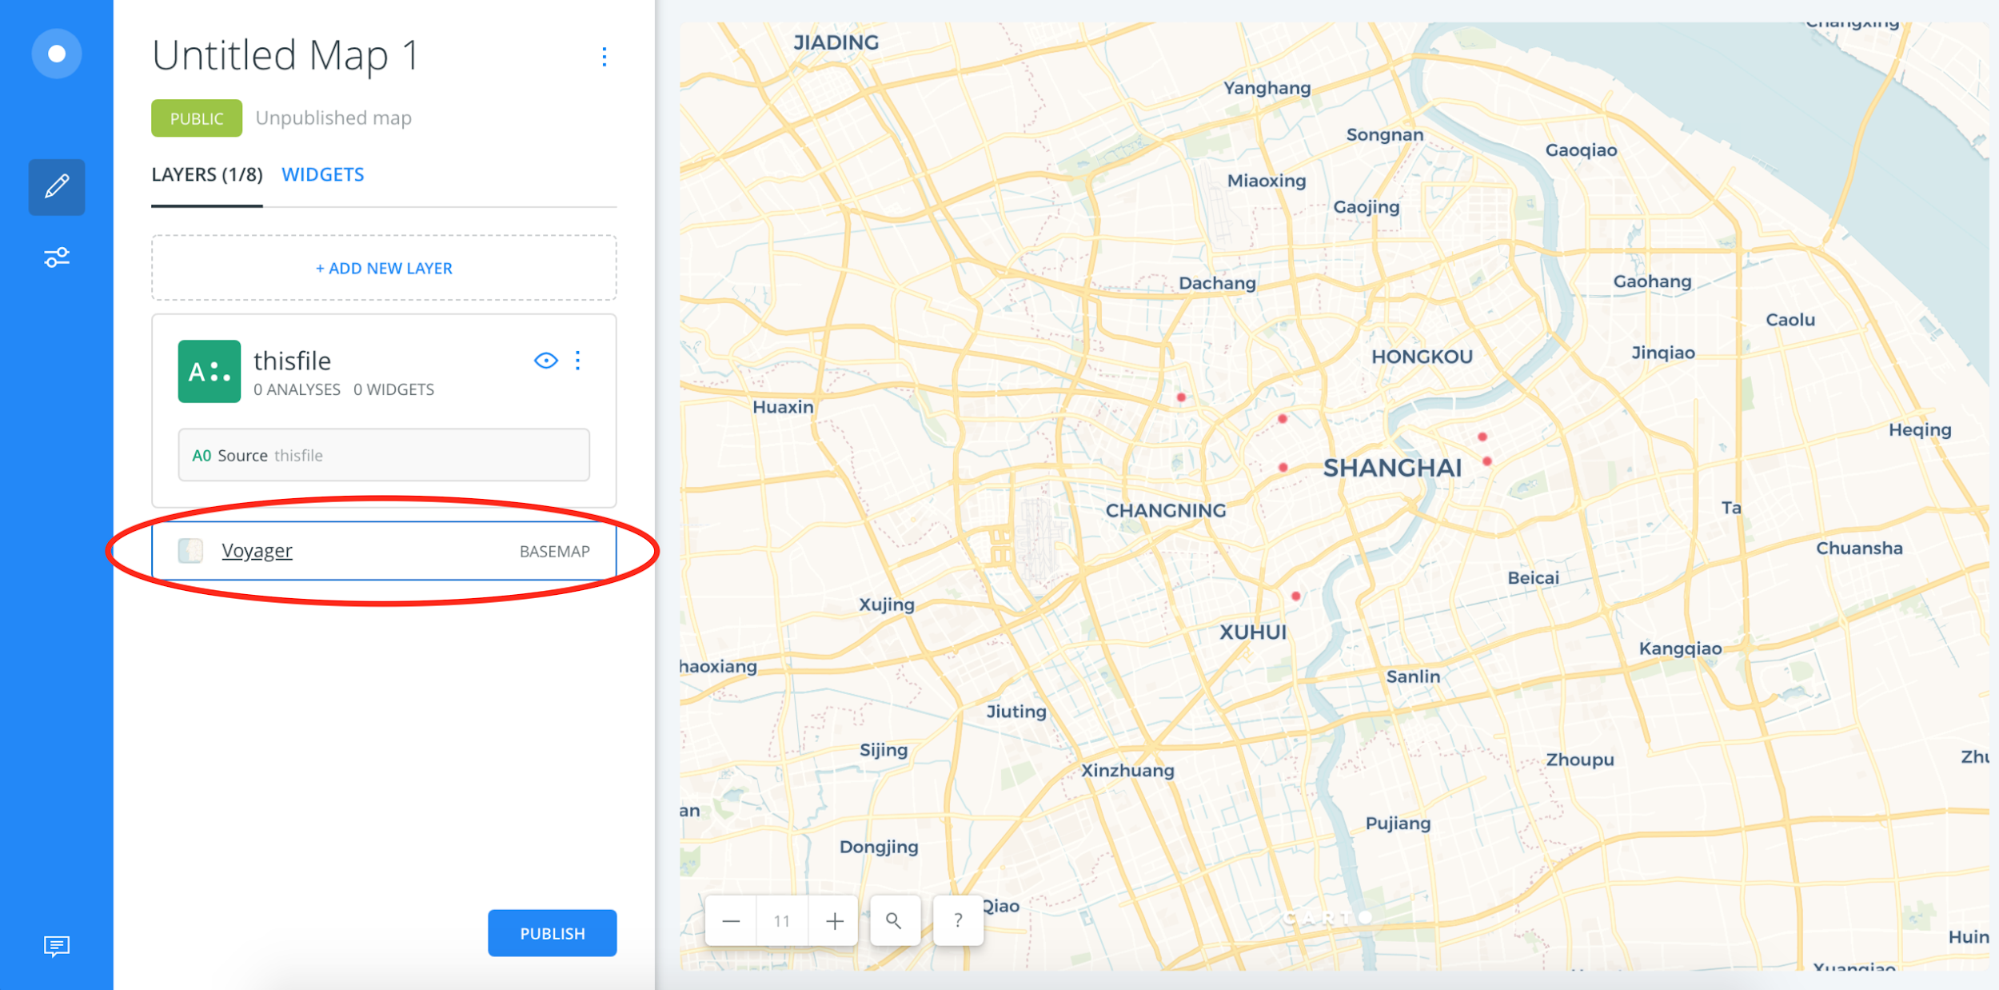 Untitled Map 1
PUBLIC Unpublished map
LAYERS (1/8) WIDGETS
+ ADD NEW LAYER
A
thisfile
0 ANALYSES 0 WIDGETS
A0 Source thisfile
Voyager BASEMAP
PUBLISH
Changxing
JIADING
Yanghang
Songnan
Gaoqiao
Miaoxing
Gaojing
Dachang
Gaohang
Caolu
HONGKOU
Jinqiao
Huaxin
Heqing
SHANGHAI
CHANGNING
Ta
Chuansha
Beicai
Xujing
XUHUI
Kangqiao
haoxiang
Sanlin
Jiuting
Sijing
Zhoupu
Zhu
Xinzhuang
an
Pujiang
Dongjing
Qiao
11
?
CARTO
Huin
Xuanqiao